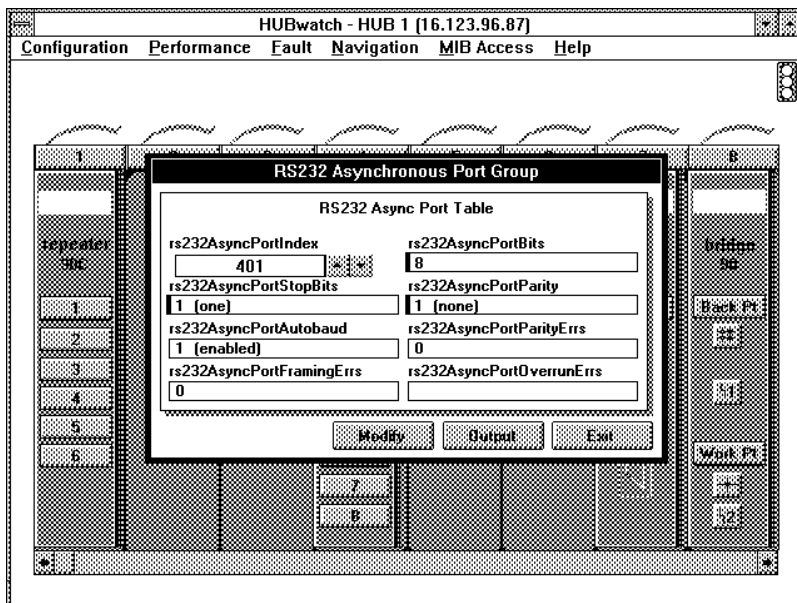 HUBwatch - HUB 1 (16.123.96.87)
Configuration Performance Fault Navigation MIB Access Help
1 8
RS232 Asynchronous Port Group
RS232 Async Port Table
rs232AsyncPortIndex rs232AsyncPortBits
401 8
rs232AsyncPortStopBits rs232AsyncPortParity
1 (one) 1 (none)
rs232AsyncPortAutobaud rs232AsyncPortParityErrs
1 (enabled) 0
rs232AsyncPortFramingErrs rs232AsyncPortOverrunErrs
0
Modify Output Exit
repeater
90C
1
2
3
4
5
6
7
8
bridge
90
Back Pt
Work Pt